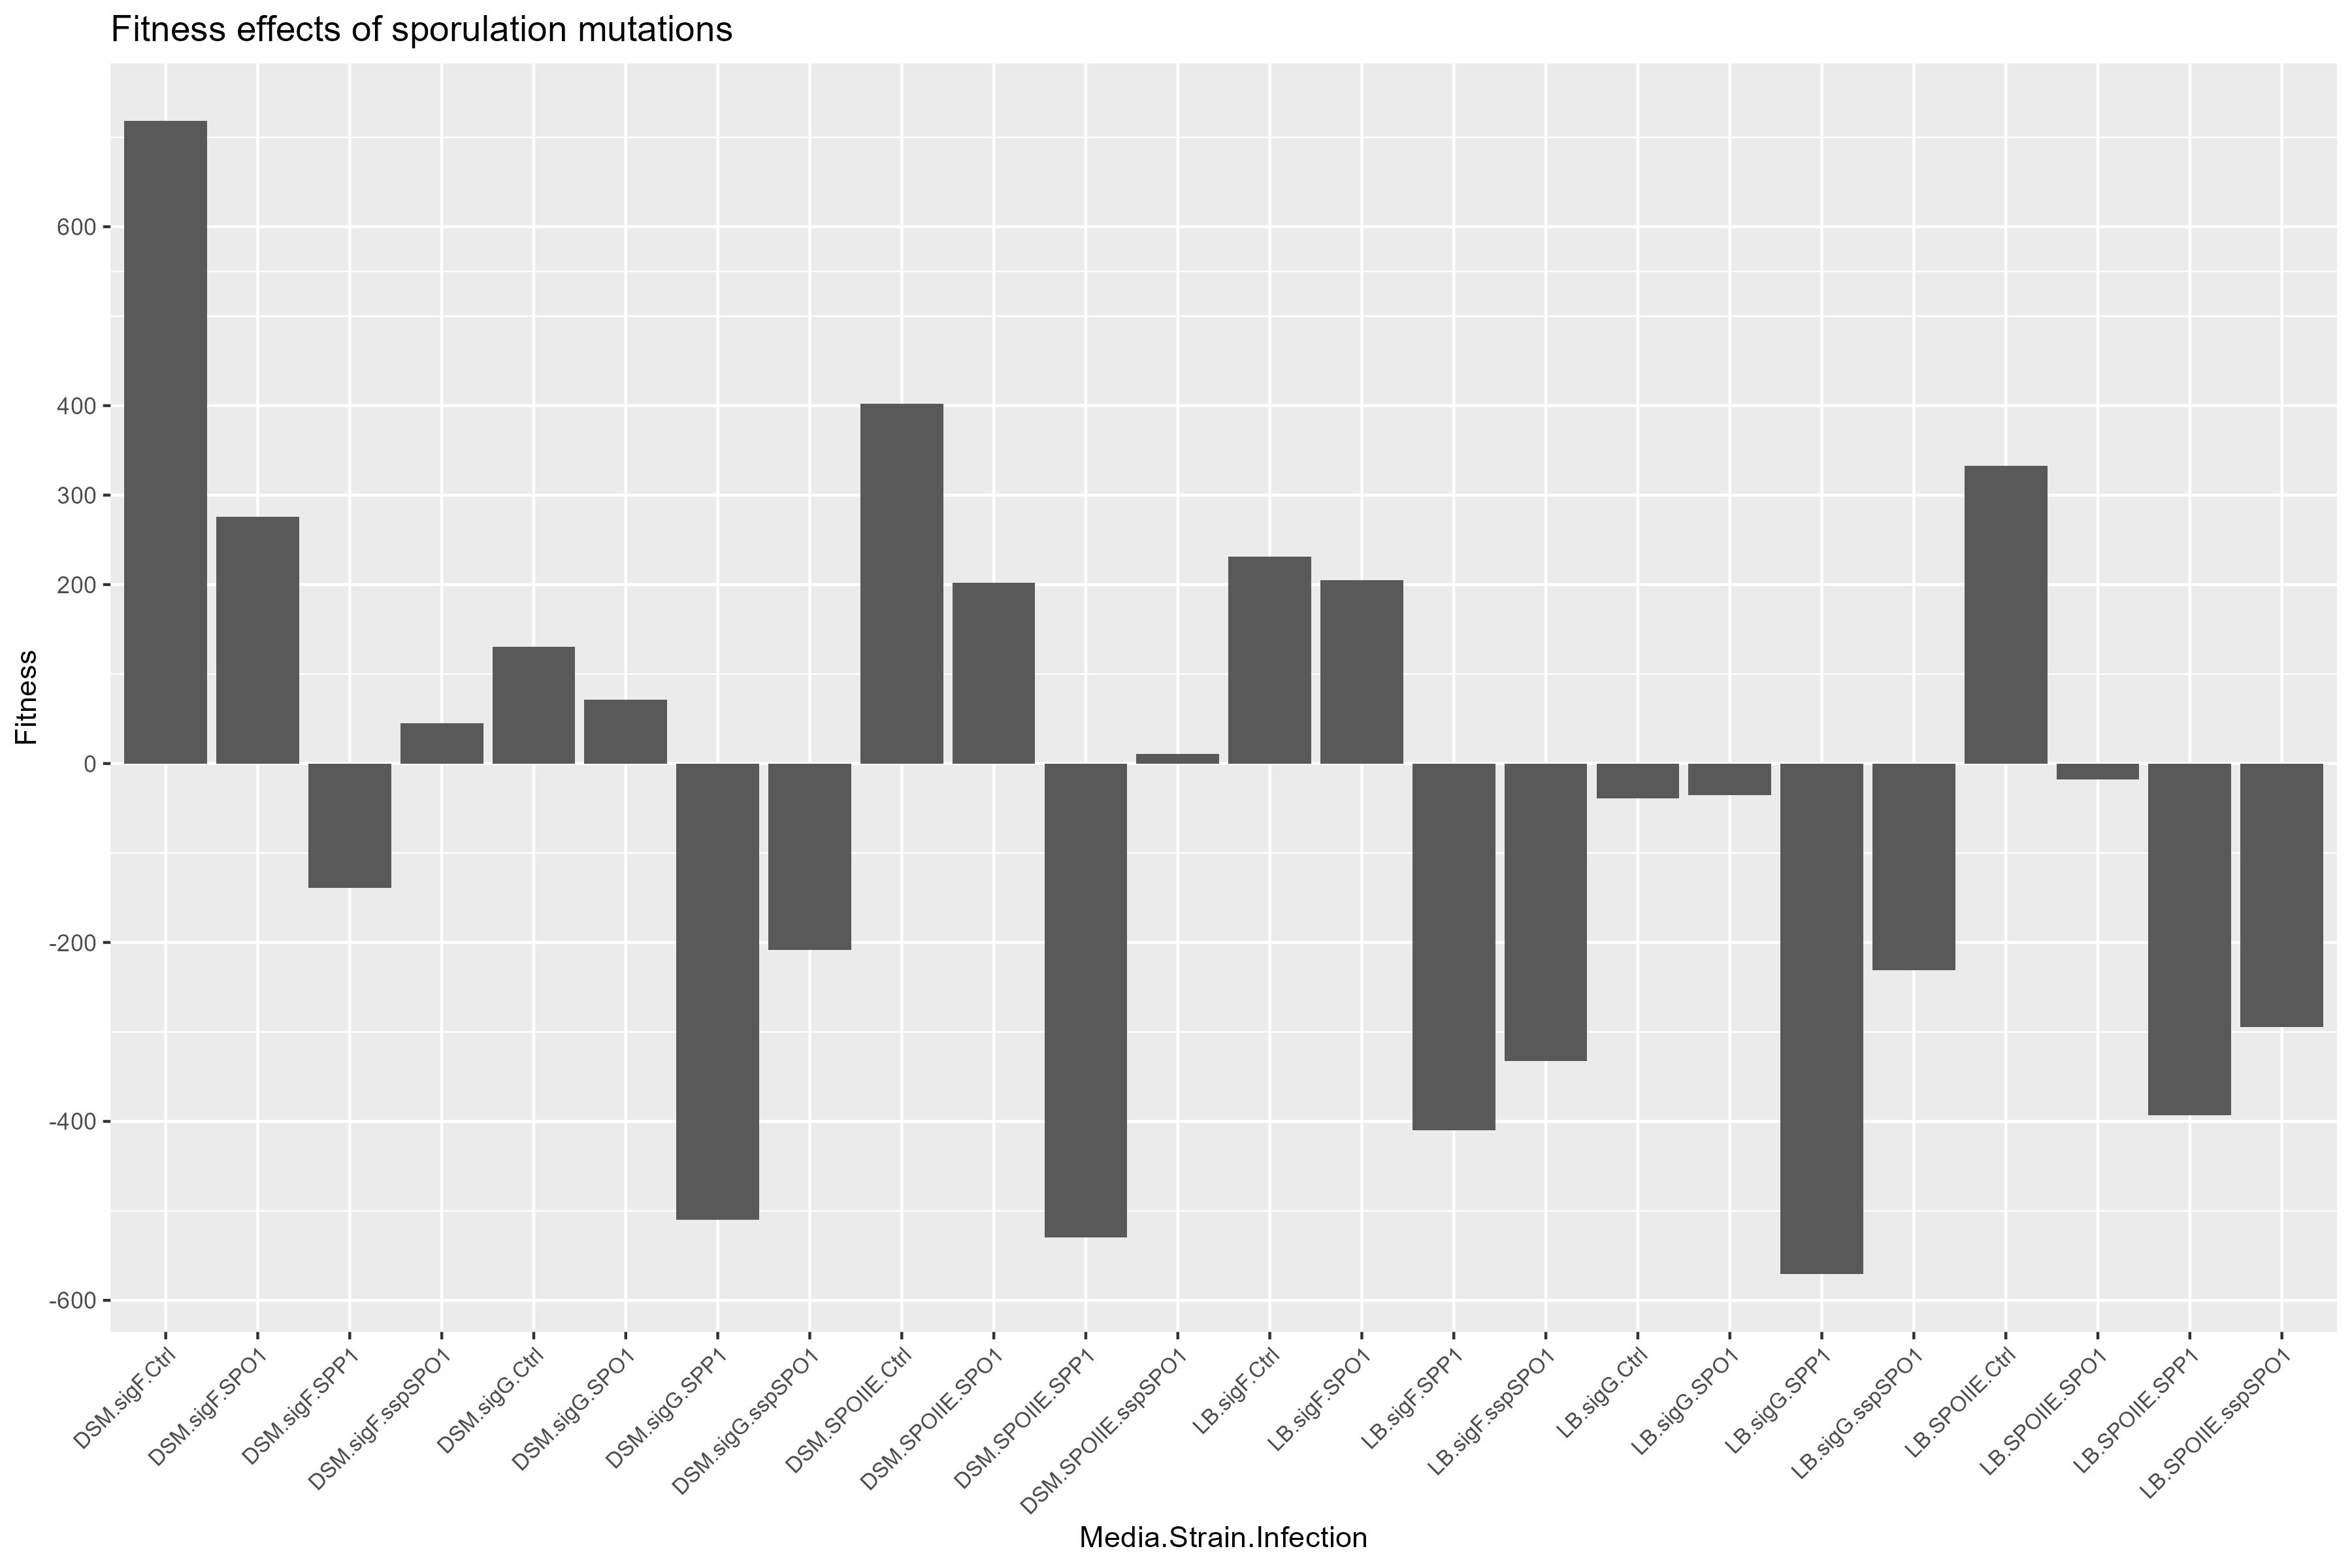 Fitness effects of sporulation mutations
Fitness
600
400
300
200
0
-200
-400
-600
DSM.sigF.Ctrl
DSM.sigF.SPO1
DSM.sigF.SPP1
DSM.sigF.sspSPO1
DSM.sigG.Ctrl
DSM.sigG.SPO1
DSM.sigG.SPP1
DSM.sigG.sspSPO1
DSM.SPOIIE.Ctrl
DSM.SPOIIE.SPO1
DSM.SPOIIE.SPP1
DSM.SPOIIE.sspSPO1
LB.sigF.Ctrl
LB.sigF.SPO1
LB.sigF.SPP1
LB.sigF.sspSPO1
LB.sigG.Ctrl
LB.sigG.SPO1
LB.sigG.SPP1
LB.sigG.sspSPO1
LB.SPOIIE.Ctrl
LB.SPOIIE.SPO1
LB.SPOIIE.SPP1
LB.SPOIIE.sspSPO1
Media.Strain.Infection